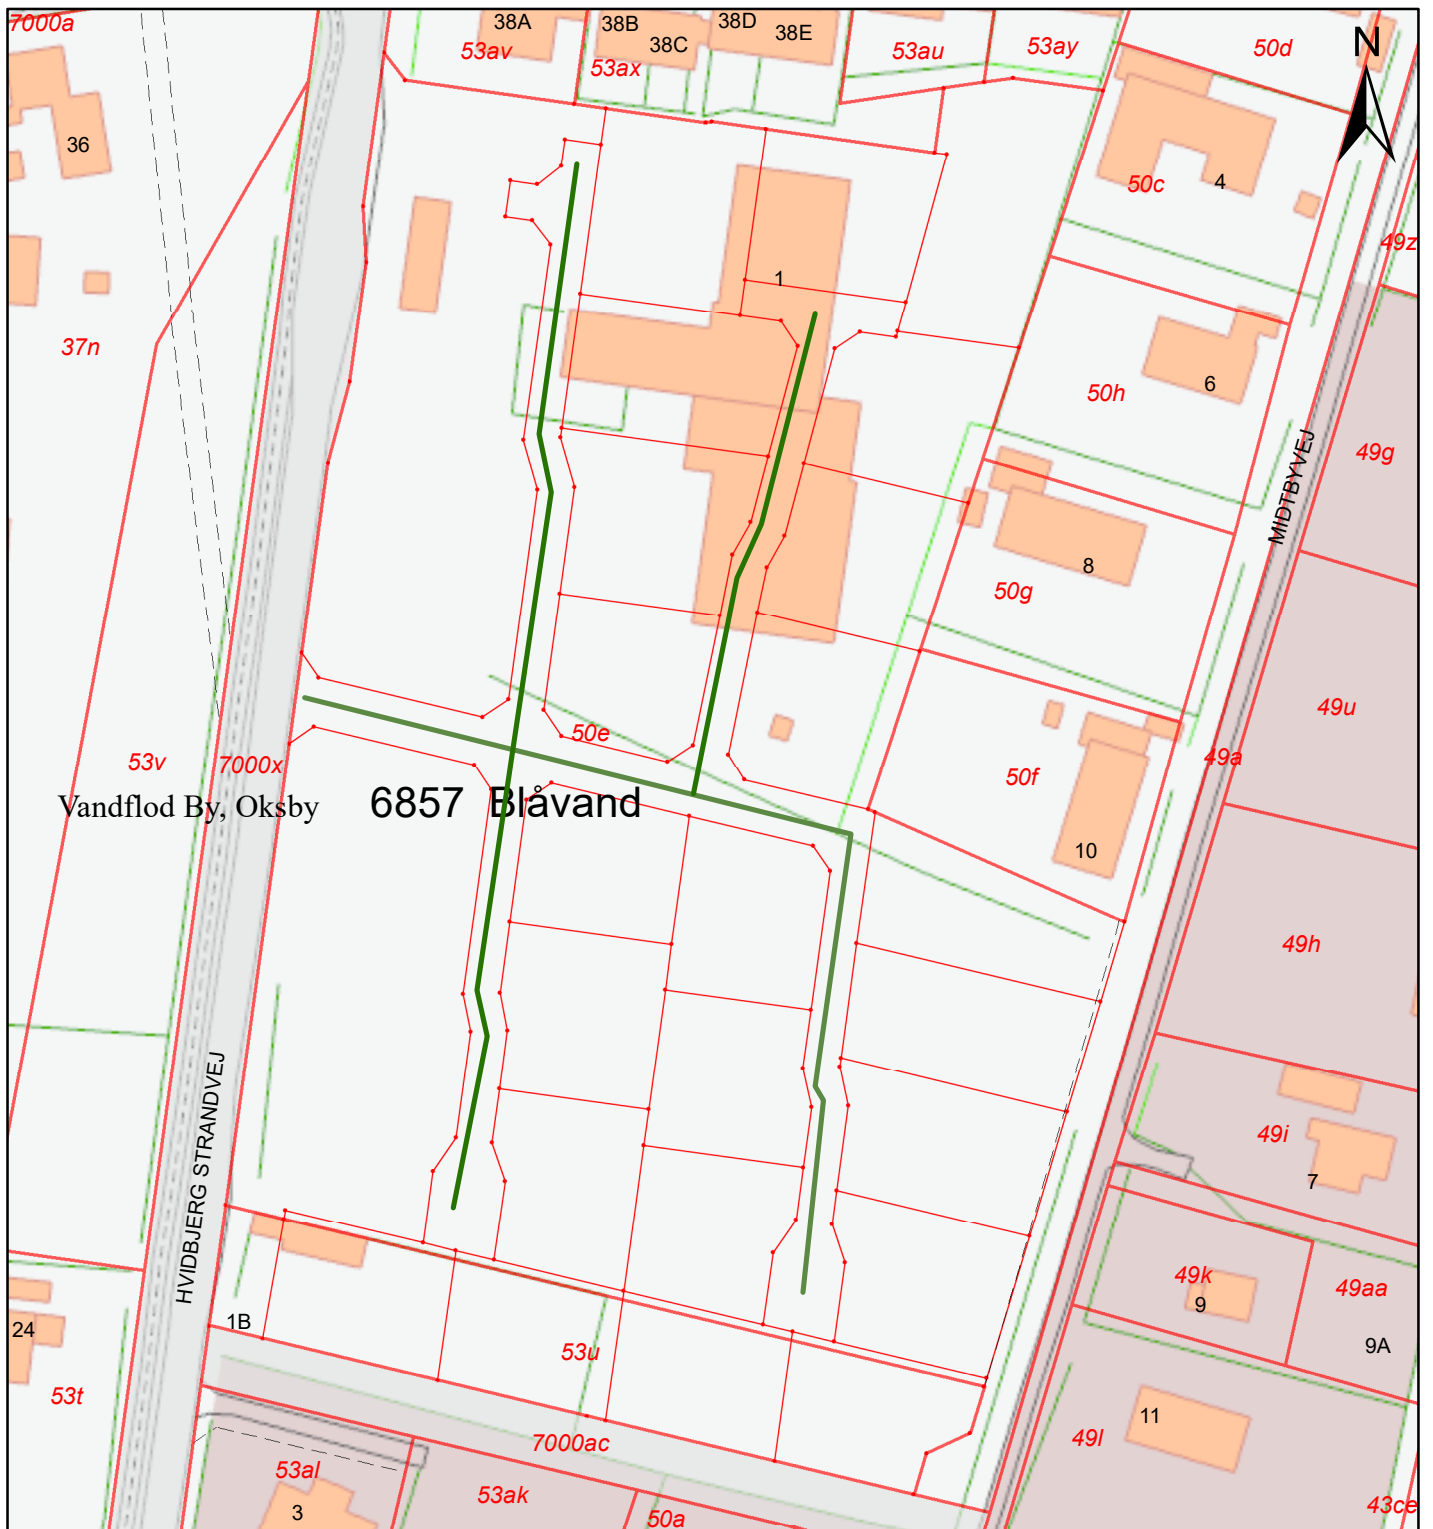 7000a
38A
38B
38C
38D
38E
53av
53ax
53au
53ay
50d
N
36
50c
4
49z
1
37n
50h
6
MIDTBYVEJ
49g
8
50g
50e
49u
49a
50f
53v
7000x
Vandflod By, Oksby
6857 Blåvand
10
49h
HVIDBJERG STRANDVEJ
49i
7
49k
9
49aa
9A
24
1B
53u
53t
11
49l
7000ac
53al
53ak
3
50a
43ce